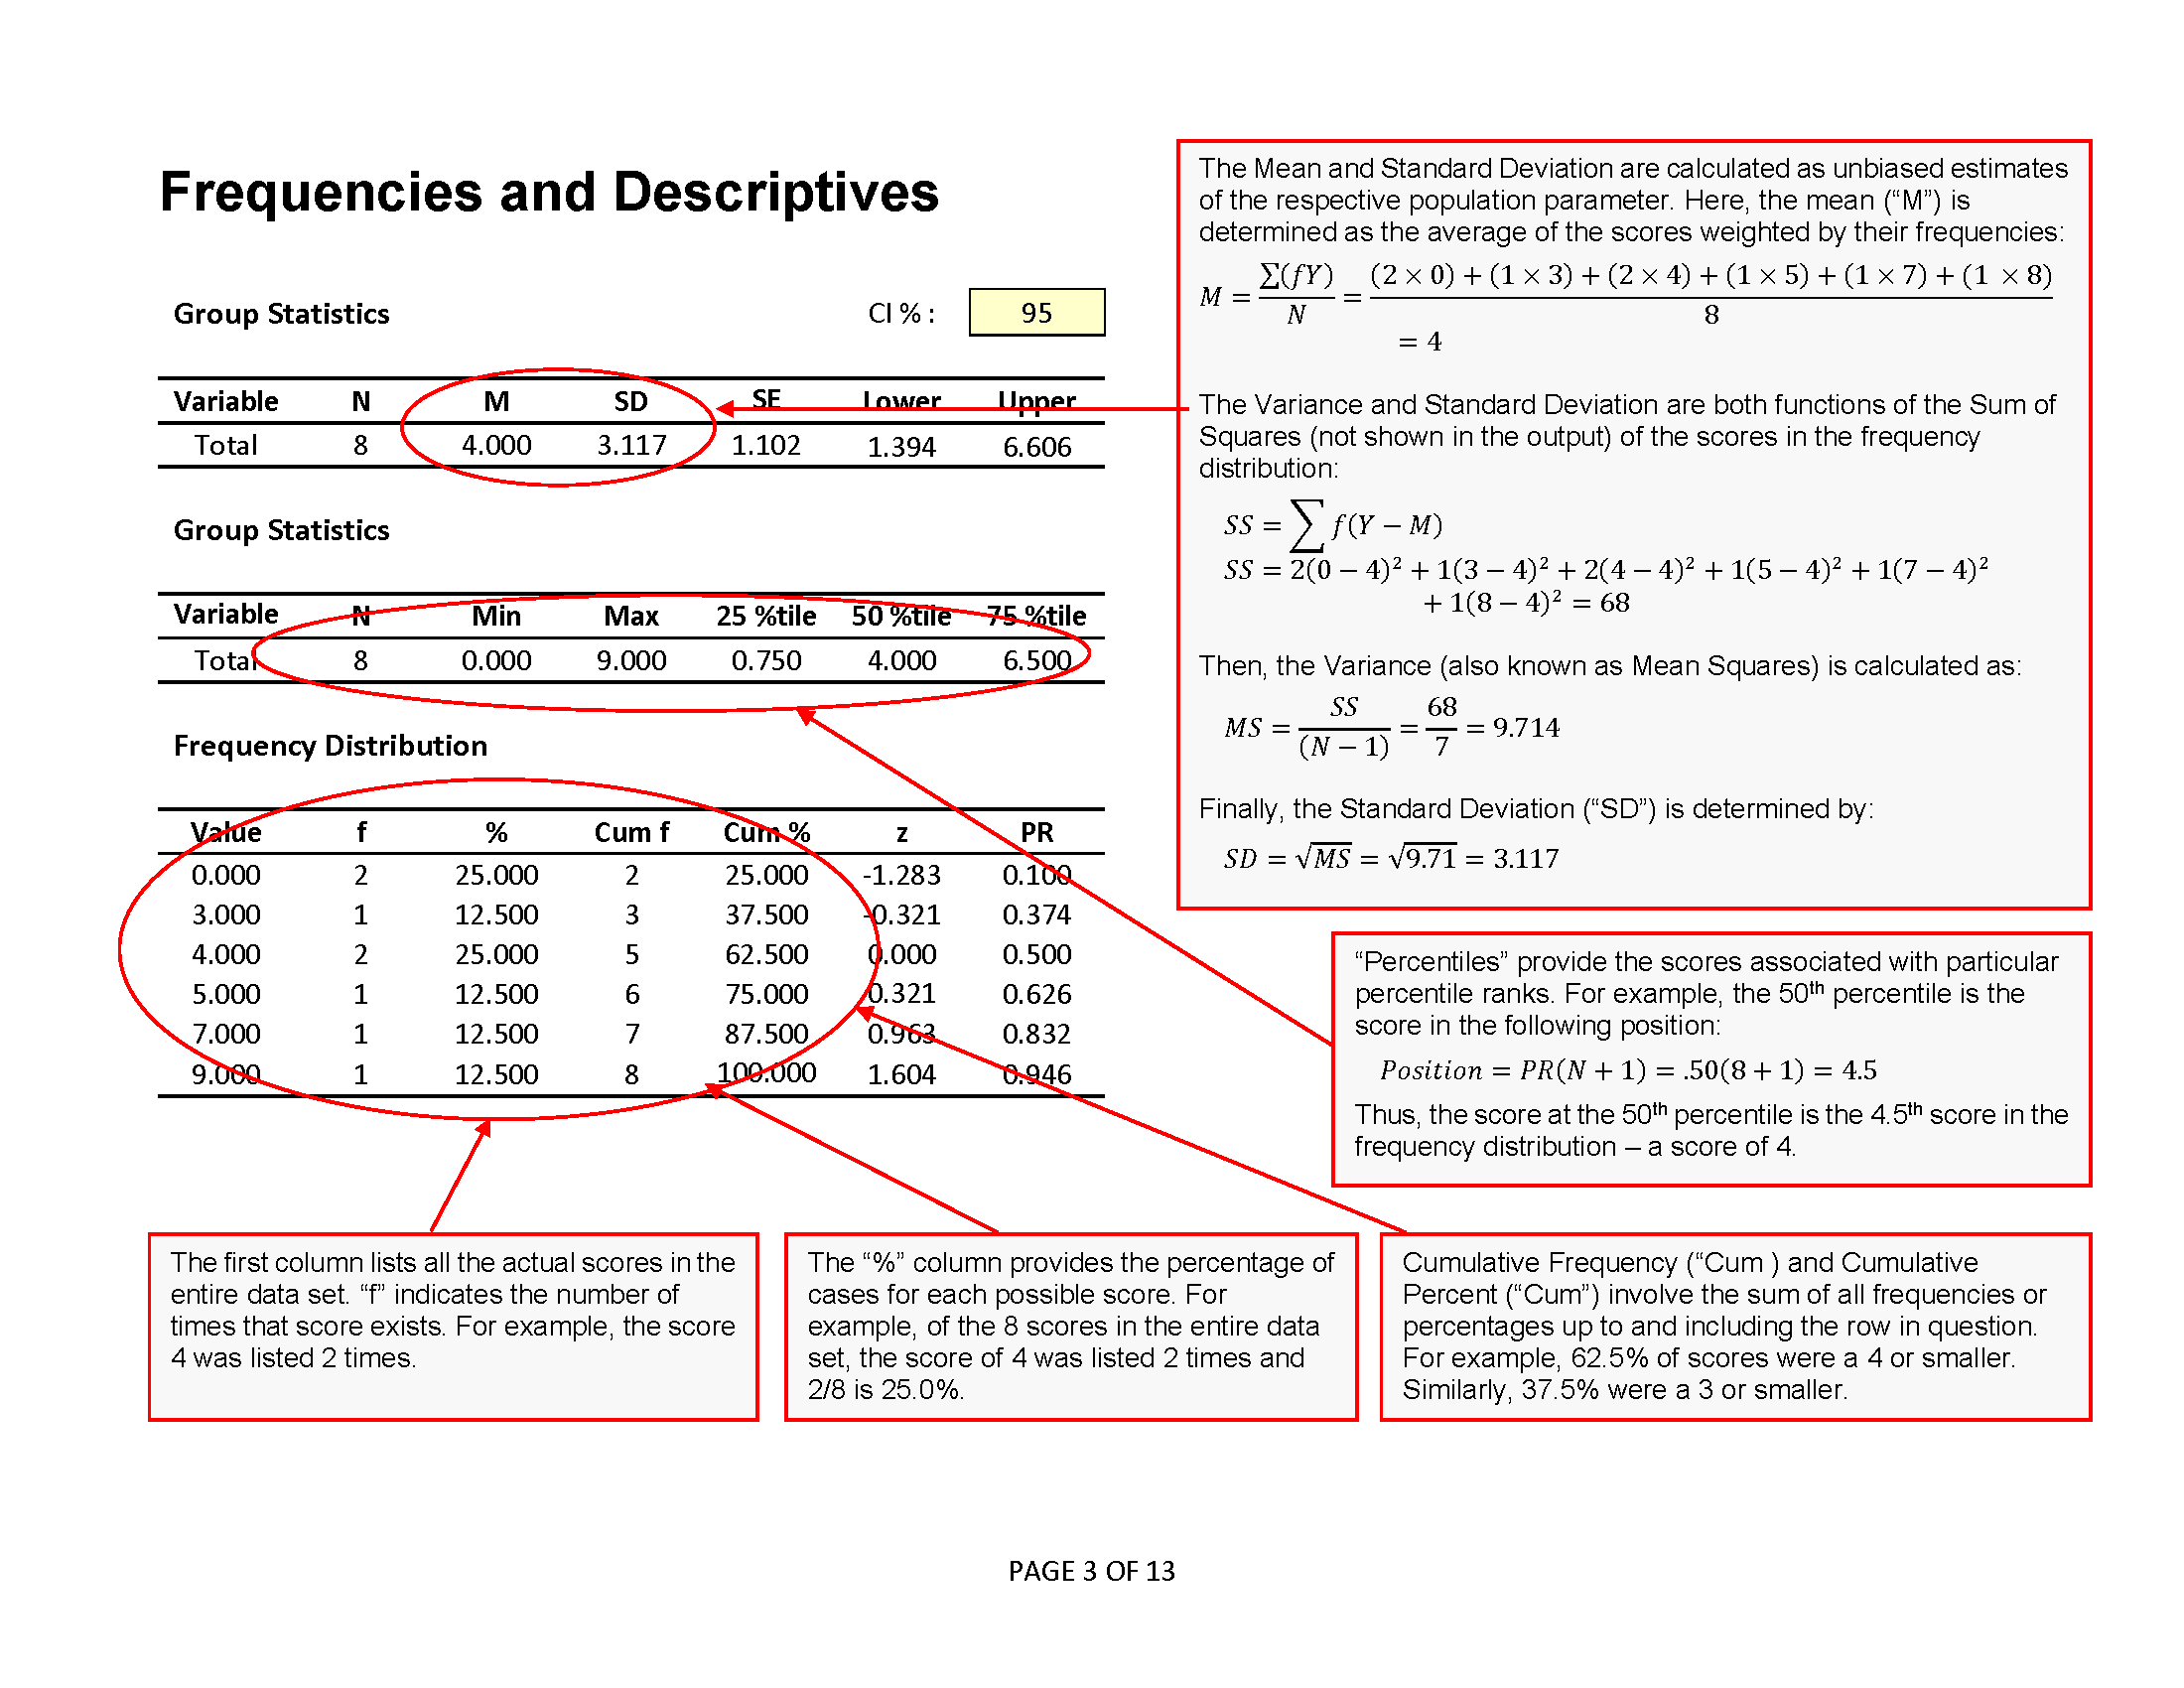 Frequencies and Descriptives
Group Statistics CI % : 95
Variable N M SD SE Lower Upper
Total 8 4.000 3.117 1.102 1.394 6.606
Group Statistics
Variable N Min Max 25 %tile 50 %tile 75 %tile
Total 8 0.000 9.000 0.750 4.000 6.500
Frequency Distribution
Value f % Cum f Cum % z PR
0.000 2 25.000 2 25.000 -1.283 0.100
3.000 1 12.500 3 37.500 -0.321 0.374
4.000 2 25.000 5 62.500 0.000 0.500
5.000 1 12.500 6 75.000 0.321 0.626
7.000 1 12.500 7 87.500 0.963 0.832
9.000 1 12.500 8 100.000 1.604 0.946
The Mean and Standard Deviation are calculated as unbiased estimates
of the respective population parameter. Here, the mean (“M”) is
determined as the average of the scores weighted by their frequencies:
M = ∑(fY) / N = (2 × 0) + (1 × 3) + (2 × 4) + (1 × 5) + (1 × 7) + (1 × 8) / 8
= 4
The Variance and Standard Deviation are both functions of the Sum of
Squares (not shown in the output) of the scores in the frequency
distribution:
SS = ∑ f(Y − M)
SS = 2(0 − 4)² + 1(3 − 4)² + 2(4 − 4)² + 1(5 − 4)² + 1(7 − 4)²
+ 1(8 − 4)² = 68
Then, the Variance (also known as Mean Squares) is calculated as:
MS = SS / (N − 1) = 68 / 7 = 9.714
Finally, the Standard Deviation (“SD”) is determined by:
SD = √MS = √9.71 = 3.117
“Percentiles” provide the scores associated with particular
percentile ranks. For example, the 50th percentile is the
score in the following position:
Position = PR(N + 1) = .50(8 + 1) = 4.5
Thus, the score at the 50th percentile is the 4.5th score in the
frequency distribution – a score of 4.
The first column lists all the actual scores in the
entire data set. “f” indicates the number of
times that score exists. For example, the score
4 was listed 2 times.
The “%” column provides the percentage of
cases for each possible score. For
example, of the 8 scores in the entire data
set, the score of 4 was listed 2 times and
2/8 is 25.0%.
Cumulative Frequency (“Cum ) and Cumulative
Percent (“Cum”) involve the sum of all frequencies or
percentages up to and including the row in question.
For example, 62.5% of scores were a 4 or smaller.
Similarly, 37.5% were a 3 or smaller.
PAGE 3 OF 13